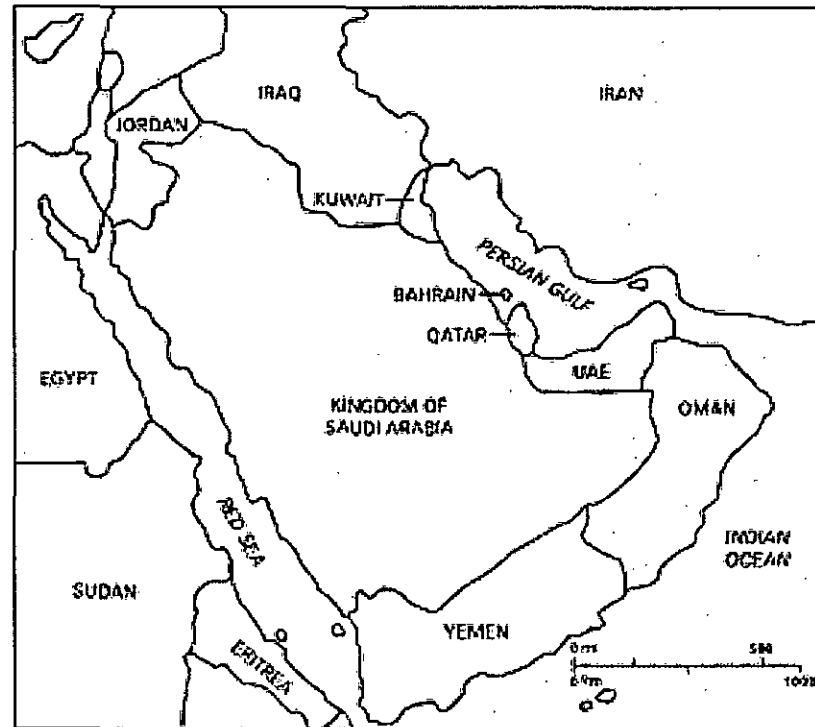 IRAQ
IRAN
JORDAN
KUWAIT
PERSIAN GULF
BAHRAIN
QATAR
EGYPT
UAE
KINGDOM OF
SAUDI ARABIA
OMAN
RED SEA
INDIAN
OCEAN
SUDAN
YEMEN
ERITREA
500